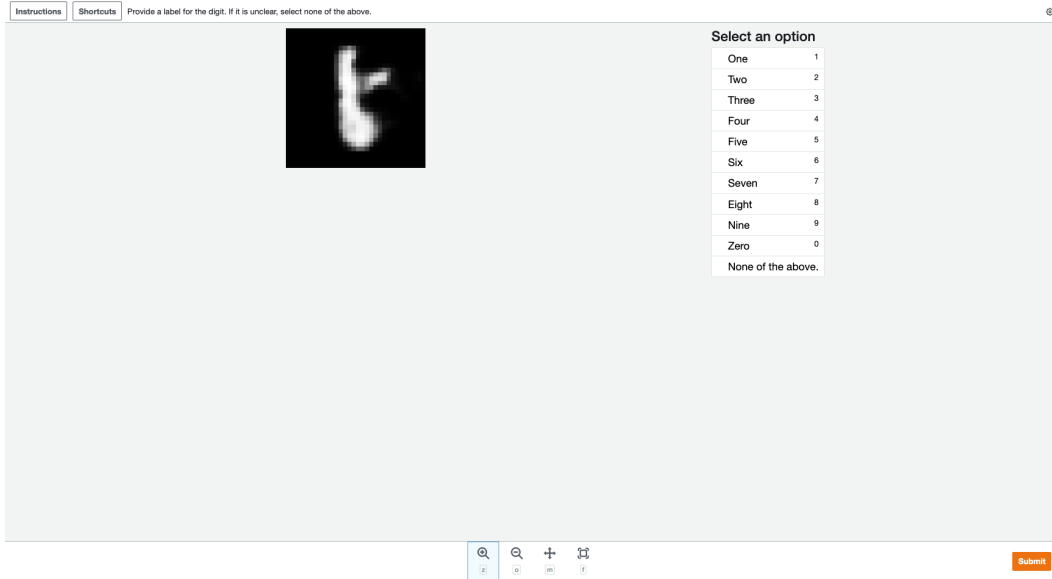 Instructions Shortcuts Provide a label for the digit. If it is unclear, select none of the above.
Select an option
One 1
Two 2
Three 3
Four 4
Five 5
Six 6
Seven 7
Eight 8
Nine 9
Zero 0
None of the above.
z o m f
Submit